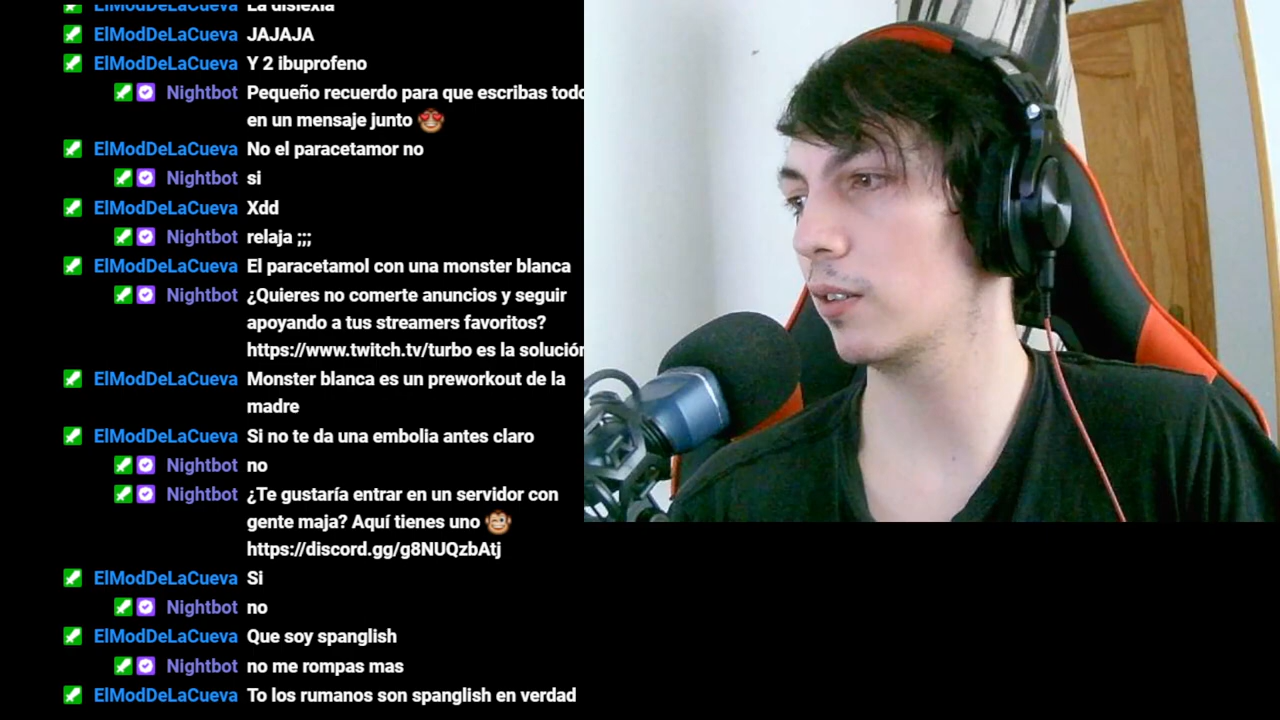 ElModDeLaCueva La dislexia
ElModDeLaCueva JAJAJA
ElModDeLaCueva Y 2 ibuprofeno
Nightbot Pequeño recuerdo para que escribas todo
en un mensaje junto
ElModDeLaCueva No el paracetamor no
Nightbot si
ElModDeLaCueva Xdd
Nightbot relaja ;;;
ElModDeLaCueva El paracetamol con una monster blanca
Nightbot ¿Quieres no comerte anuncios y seguir
apoyando a tus streamers favoritos?
https://www.twitch.tv/turbo es la solución
ElModDeLaCueva Monster blanca es un preworkout de la
madre
ElModDeLaCueva Si no te da una embolia antes claro
Nightbot no
Nightbot ¿Te gustaría entrar en un servidor con
gente maja? Aquí tienes uno
https://discord.gg/g8NUQzbAtj
ElModDeLaCueva Si
Nightbot no
ElModDeLaCueva Que soy spanglish
Nightbot no me rompas mas
ElModDeLaCueva To los rumanos son spanglish en verdad